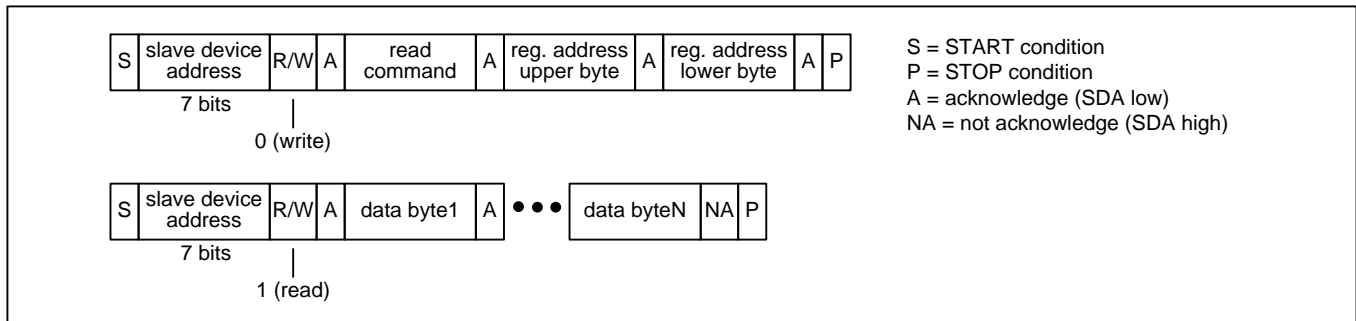 S slave device address R/W A read command A reg. address upper byte A reg. address lower byte A P
7 bits
0 (write)
S slave device address R/W A data byte1 A ••• data byteN NA P
7 bits
1 (read)
S = START condition
P = STOP condition
A = acknowledge (SDA low)
NA = not acknowledge (SDA high)